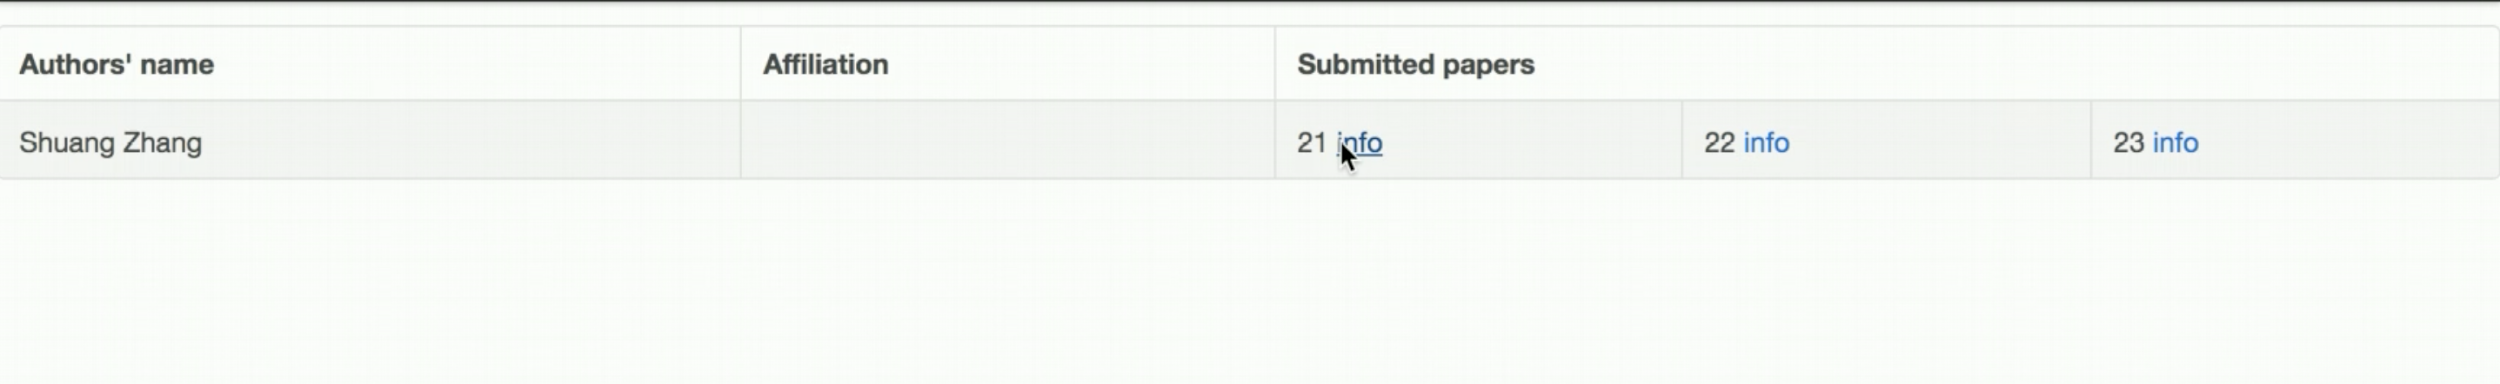 Authors' name Affiliation Submitted papers
Shuang Zhang 21 info 22 info 23 info